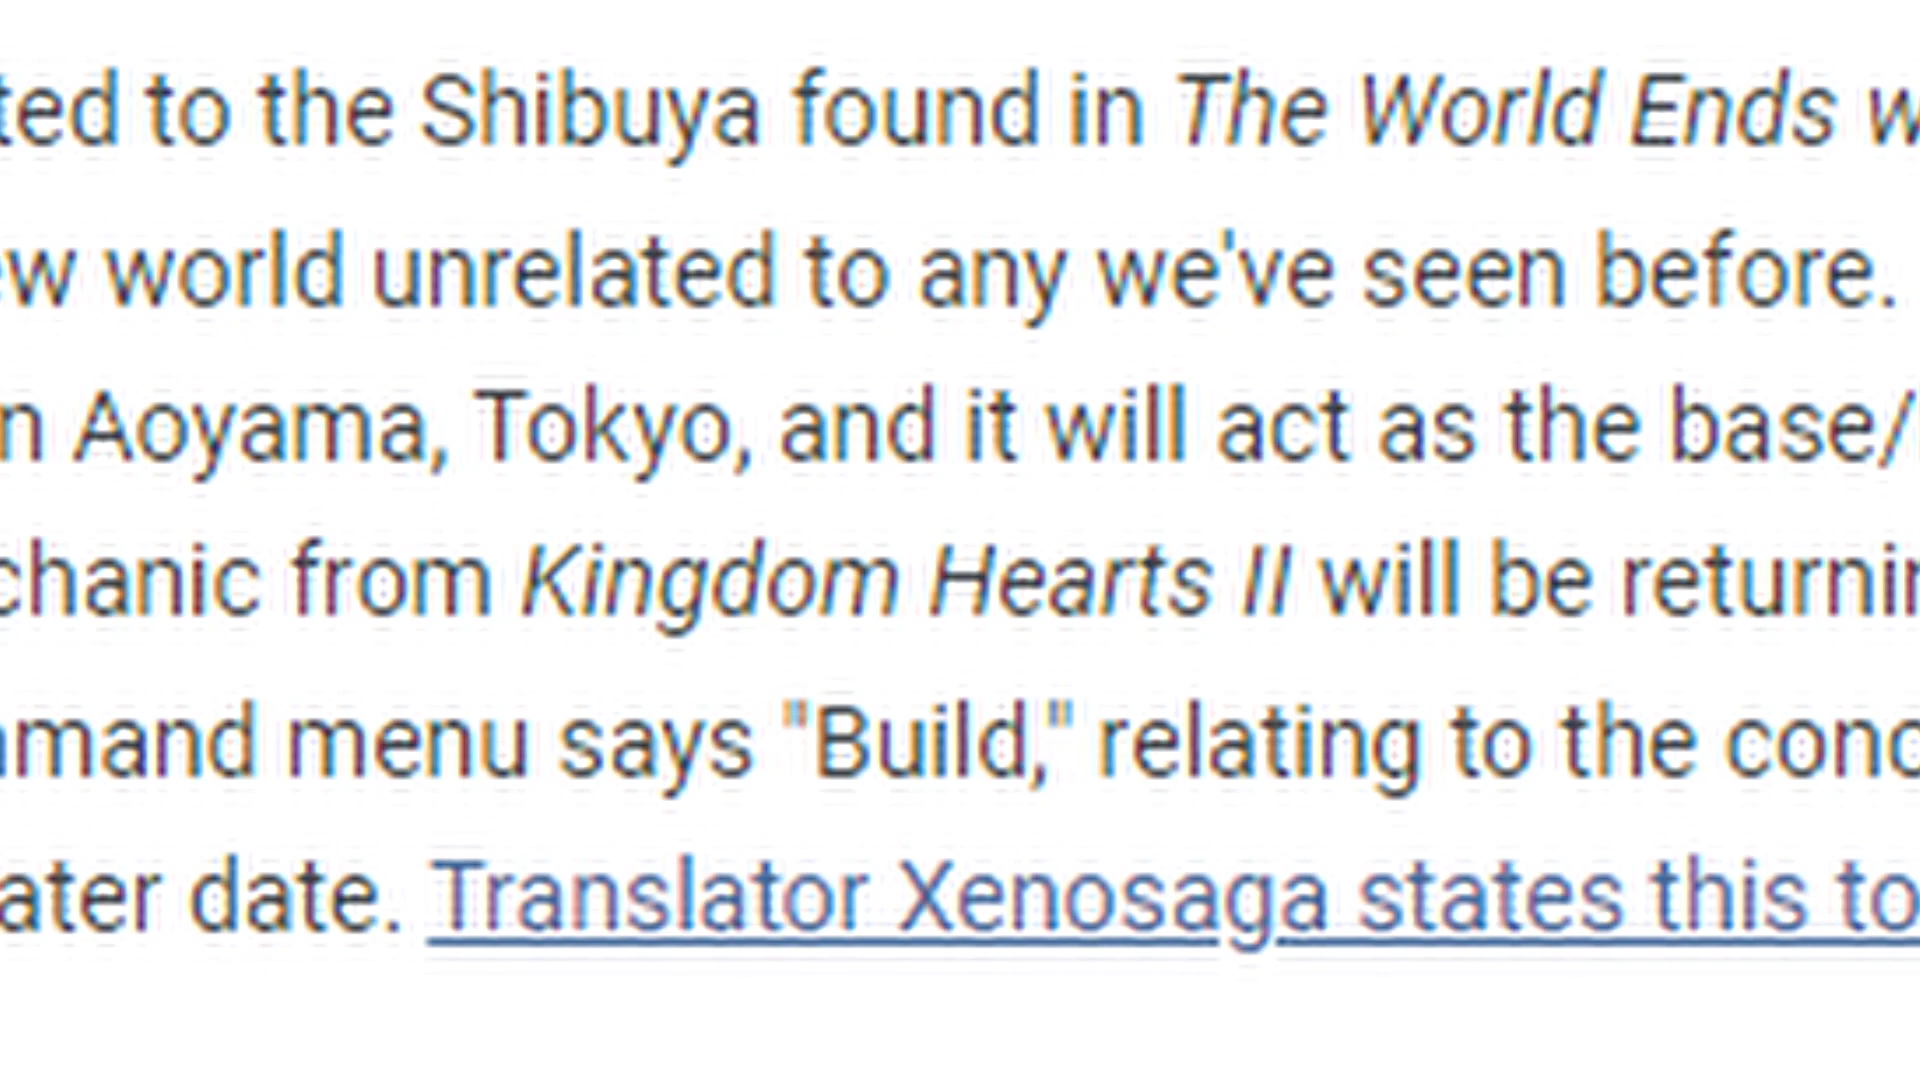 ted to the Shibuya found in The World Ends w
ew world unrelated to any we've seen before.
n Aoyama, Tokyo, and it will act as the base/
chanic from Kingdom Hearts II will be returnin
mmand menu says "Build," relating to the conc
ater date. Translator Xenosaga states this to